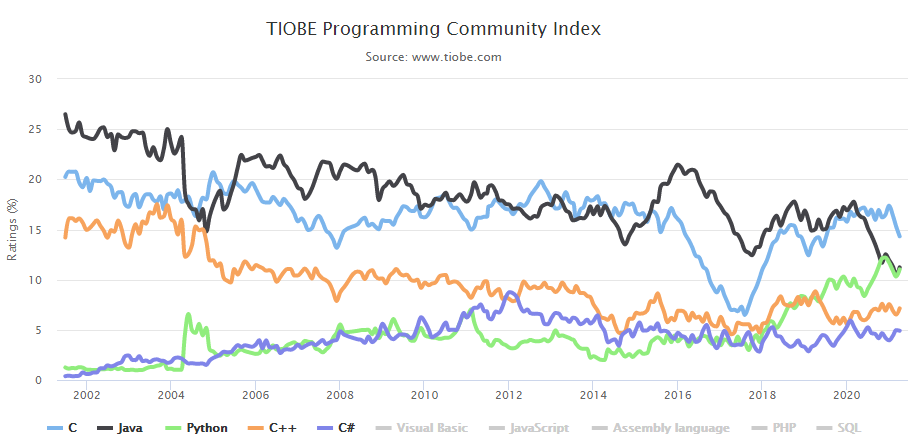 TIOBE Programming Community Index
Source: www.tiobe.com
Ratings (%)
30
25
20
15
10
5
0
2002 2004 2006 2008 2010 2012 2014 2016 2018 2020
C Java Python C++ C# Visual Basic JavaScript Assembly language PHP SQL